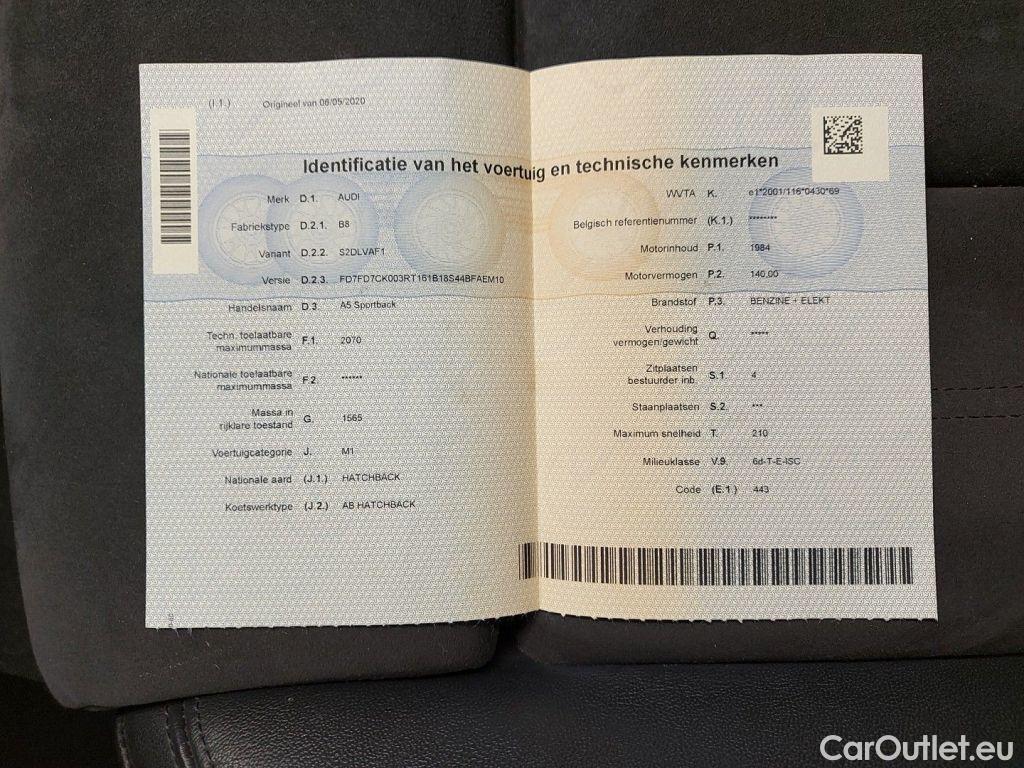 (I.1.) Origineel van 06/05/2020
Identificatie van het voertuig en technische kenmerken
Merk D.1. AUDI
Fabriekstype D.2.1. B8
Variant D.2.2. S2DLVAF1
Versie D.2.3. FD7FD7CK003RT161B18S44BFAEM10
Handelsnaam D.3. A5 Sportback
Techn. toelaatbare
maximummassa F.1. 2070
Nationale toelaatbare
maximummassa F.2. ******
Massa in
rijklare toestand G. 1565
Voertuigcategorie J. M1
Nationale aard (J.1.) HATCHBACK
Koetswerktype (J.2.) AB HATCHBACK
WVTA K. e1*2001/116*0430*69
Belgisch referentienummer (K.1.) ********
Motorinhoud P.1. 1984
Motorvermogen P.2. 140,00
Brandstof P.3. BENZINE + ELEKT
Verhouding
vermogen/gewicht Q. *****
Zitplaatsen
bestuurder inb. S.1. 4
Staanplaatsen S.2. ***
Maximum snelheid T. 210
Milieuklasse V.9. 6d-T-E-ISC
Code (E.1.) 443
CarOutlet.eu